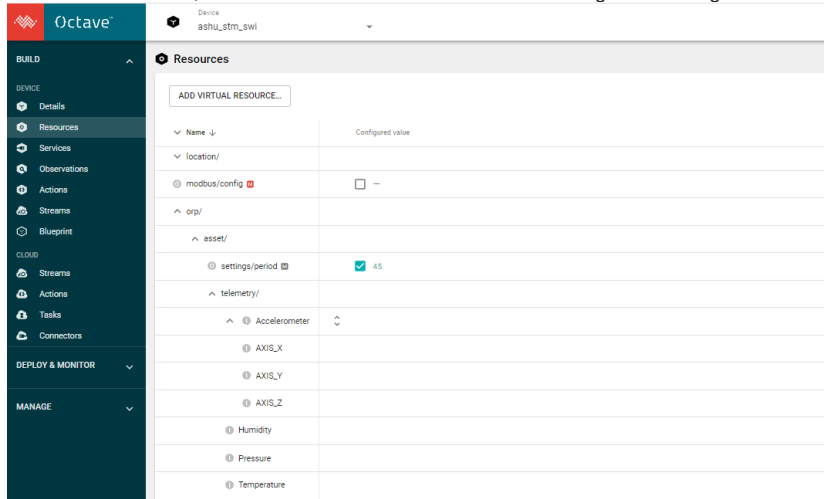 Octave™
Device
ashu_stm_swi
BUILD
DEVICE
Details
Resources
Services
Observations
Actions
Streams
Blueprint
CLOUD
Streams
Actions
Tasks
Connectors
DEPLOY & MONITOR
MANAGE
Resources
ADD VIRTUAL RESOURCE...
Name Configured value
location/
modbus/config —
orp/
asset/
settings/period 45
telemetry/
Accelerometer
AXIS_X
AXIS_Y
AXIS_Z
Humidity
Pressure
Temperature